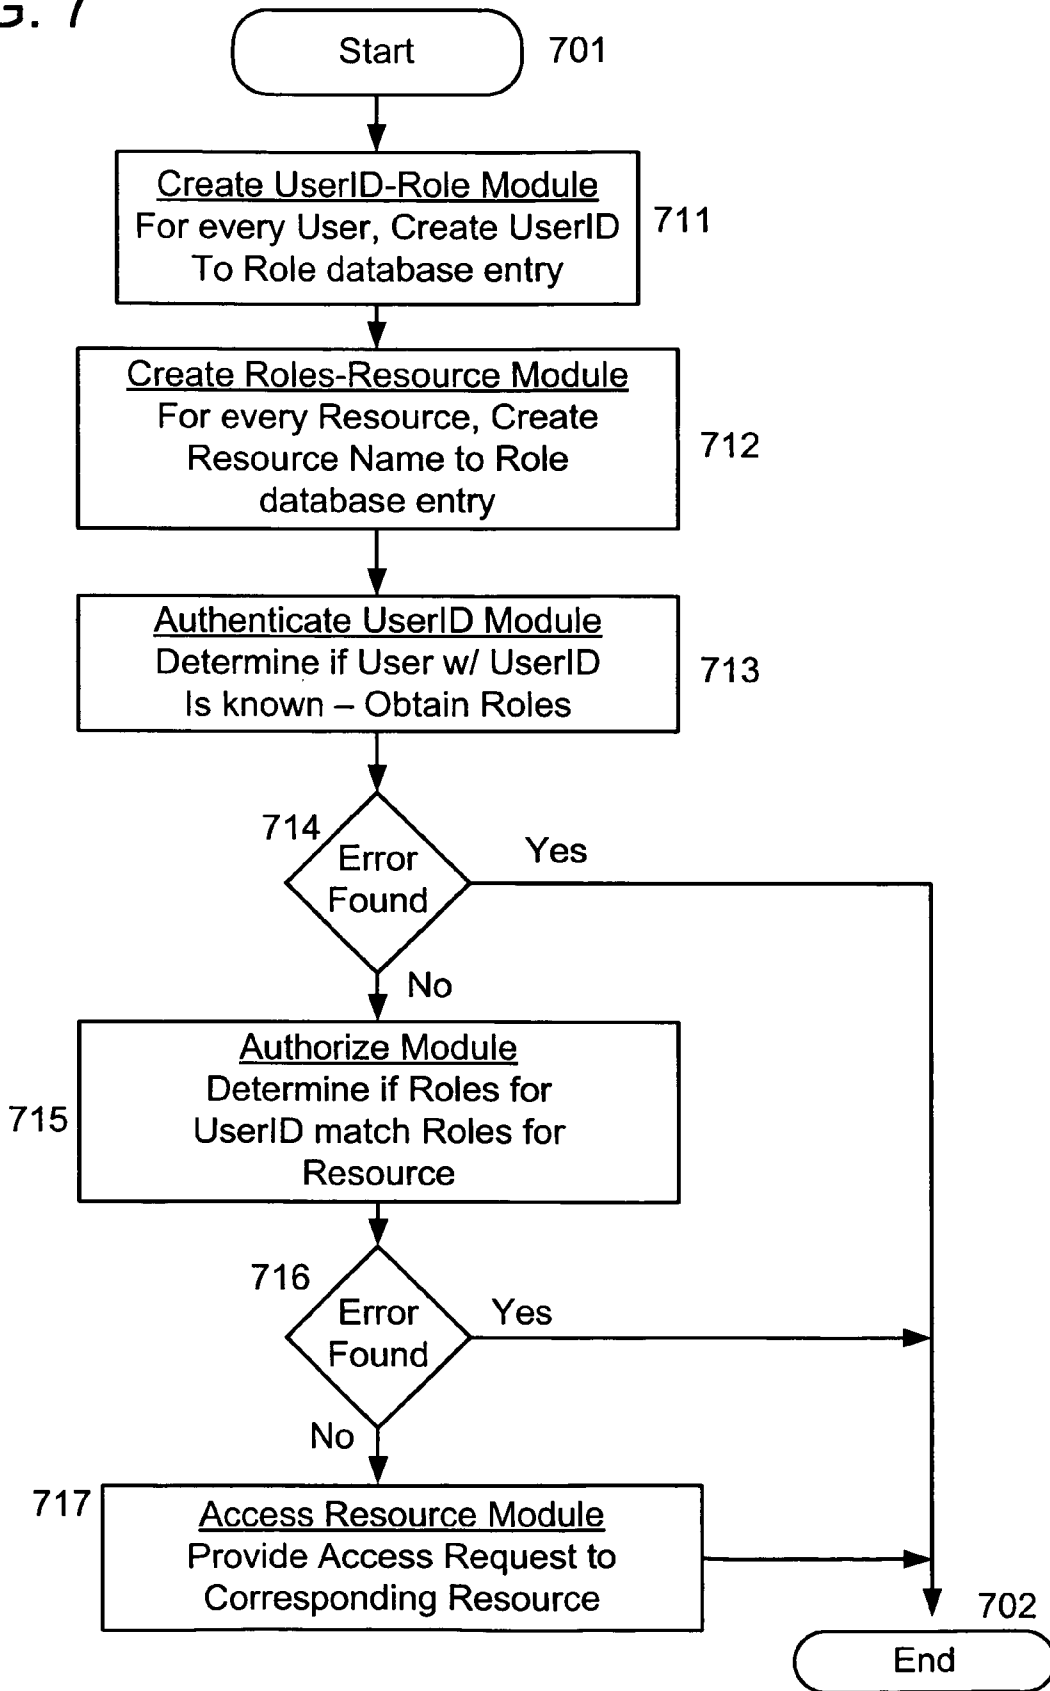 G. 7
Start
701
Create UserID-Role Module
For every User, Create UserID
To Role database entry
711
Create Roles-Resource Module
For every Resource, Create
Resource Name to Role
database entry
712
Authenticate UserID Module
Determine if User w/ UserID
Is known – Obtain Roles
713
714
Error
Found
Yes
No
Authorize Module
Determine if Roles for
UserID match Roles for
Resource
715
716
Error
Found
Yes
No
717
Access Resource Module
Provide Access Request to
Corresponding Resource
702
End